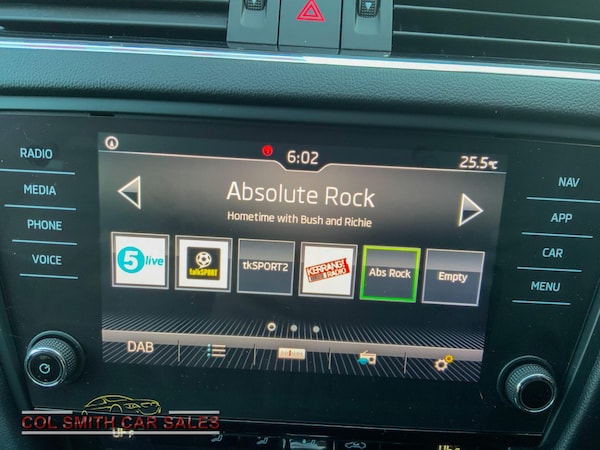 6:02
25.5°C
RADIO
MEDIA
PHONE
VOICE
NAV
APP
CAR
MENU
Absolute Rock
Hometime with Bush and Richie
5 live
talkSPORT
tkSPORT2
KERRANG! RADIO
Abs Rock
Empty
DAB
COL SMITH CAR SALES